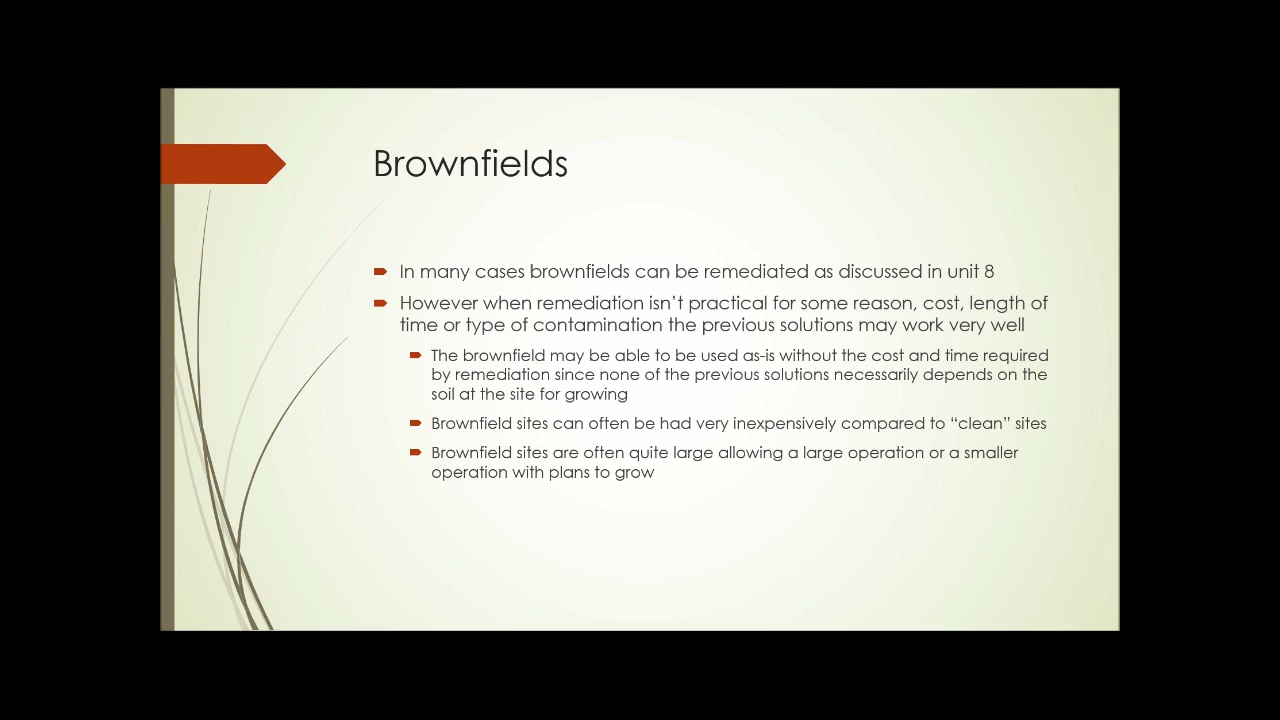 Brownfields
In many cases brownfields can be remediated as discussed in unit 8
However when remediation isn’t practical for some reason, cost, length of
time or type of contamination the previous solutions may work very well
The brownfield may be able to be used as-is without the cost and time required
by remediation since none of the previous solutions necessarily depends on the
soil at the site for growing
Brownfield sites can often be had very inexpensively compared to “clean” sites
Brownfield sites are often quite large allowing a large operation or a smaller
operation with plans to grow